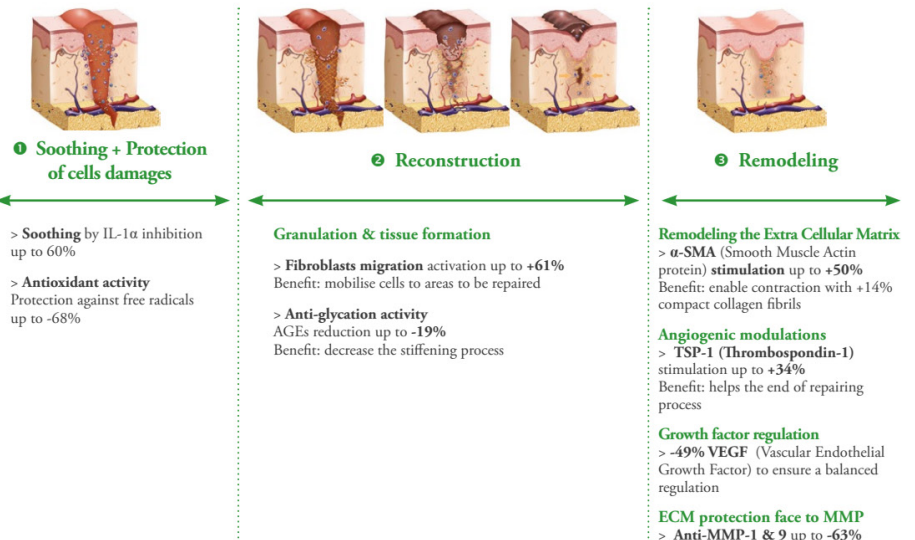 ❶ Soothing + Protection
of cells damages
> Soothing by IL-1α inhibition
up to 60%
> Antioxidant activity
Protection against free radicals
up to -68%
❷ Reconstruction
Granulation & tissue formation
> Fibroblasts migration activation up to +61%
Benefit: mobilise cells to areas to be repaired
> Anti-glycation activity
AGEs reduction up to -19%
Benefit: decrease the stiffening process
❸ Remodeling
Remodeling the Extra Cellular Matrix
> α-SMA (Smooth Muscle Actin
protein) stimulation up to +50%
Benefit: enable contraction with +14%
compact collagen fibrils
Angiogenic modulations
> TSP-1 (Thrombospondin-1)
stimulation up to +34%
Benefit: helps the end of repairing
process
Growth factor regulation
> -49% VEGF (Vascular Endothelial
Growth Factor) to ensure a balanced
regulation
ECM protection face to MMP
> Anti-MMP-1 & 9 up to -63%